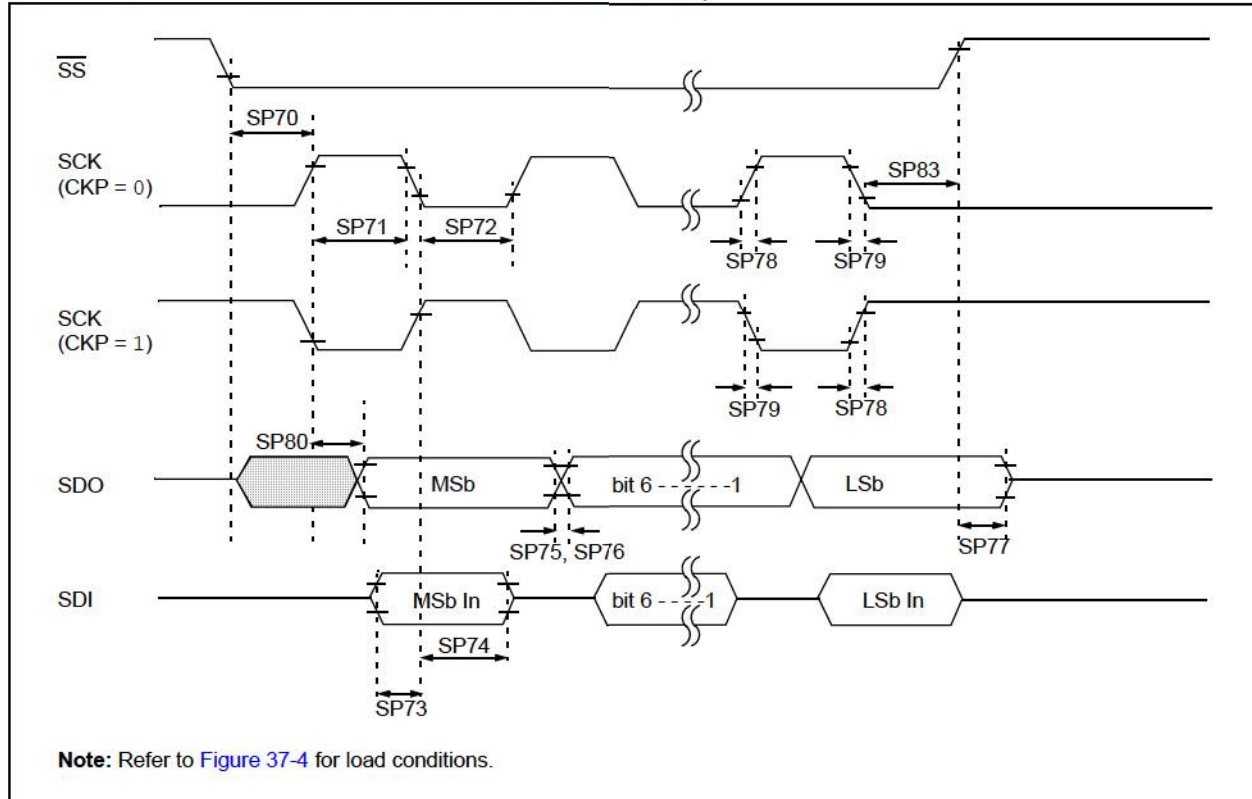 SS
SP70
SCK
(CKP = 0)
SP83
SP71
SP72
SP78
SP79
SCK
(CKP = 1)
SP79
SP78
SP80
SDO
MSb
bit 6 - - - - - -1
LSb
SP75, SP76
SP77
SDI
MSb In
bit 6 - - - - -1
LSb In
SP74
SP73
Note: Refer to Figure 37-4 for load conditions.